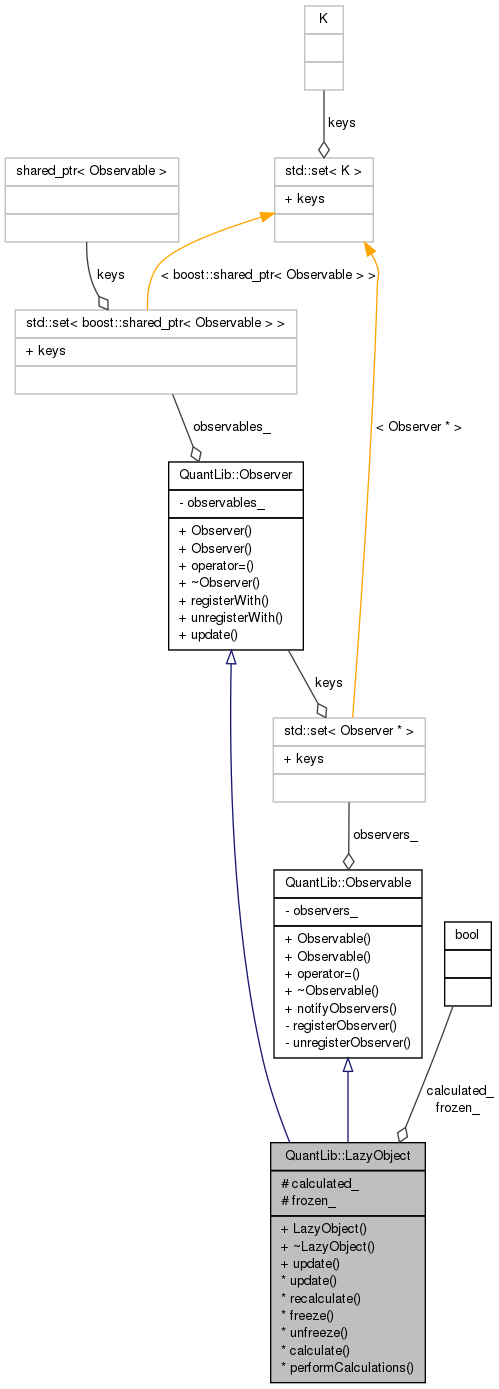 K
keys
shared_ptr< Observable >
std::set< K >
+ keys
keys
< boost::shared_ptr< Observable > >
std::set< boost::shared_ptr< Observable > >
+ keys
observables_
< Observer * >
QuantLib::Observer
- observables_
+ Observer()
+ Observer()
+ operator=()
+ ~Observer()
+ registerWith()
+ unregisterWith()
+ update()
keys
std::set< Observer * >
+ keys
observers_
QuantLib::Observable
- observers_
+ Observable()
+ Observable()
+ operator=()
+ ~Observable()
+ notifyObservers()
- registerObserver()
- unregisterObserver()
bool
calculated_
frozen_
QuantLib::LazyObject
# calculated_
# frozen_
+ LazyObject()
+ ~LazyObject()
+ update()
* update()
* recalculate()
* freeze()
* unfreeze()
* calculate()
* performCalculations()